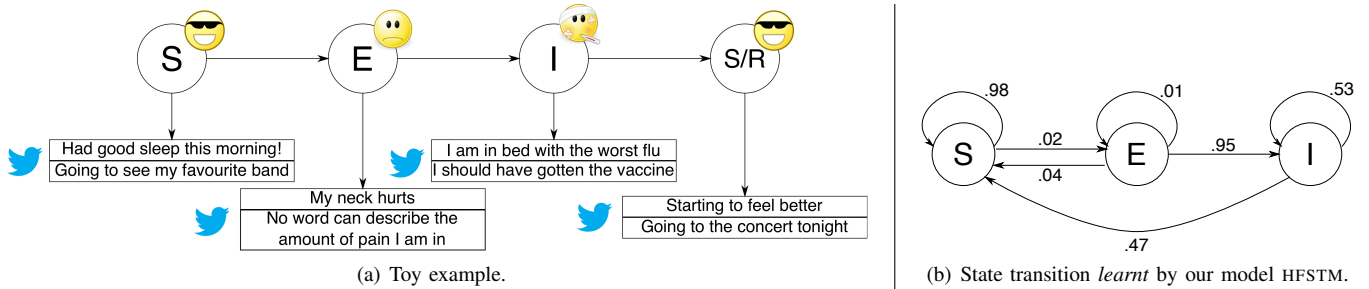 S
E
I
S/R
Had good sleep this morning!
Going to see my favourite band
My neck hurts
No word can describe the
amount of pain I am in
I am in bed with the worst flu
I should have gotten the vaccine
Starting to feel better
Going to the concert tonight
(a) Toy example.
.98
.01
.53
S
.02
E
.95
I
.04
.47
(b) State transition learnt by our model HFSTM.